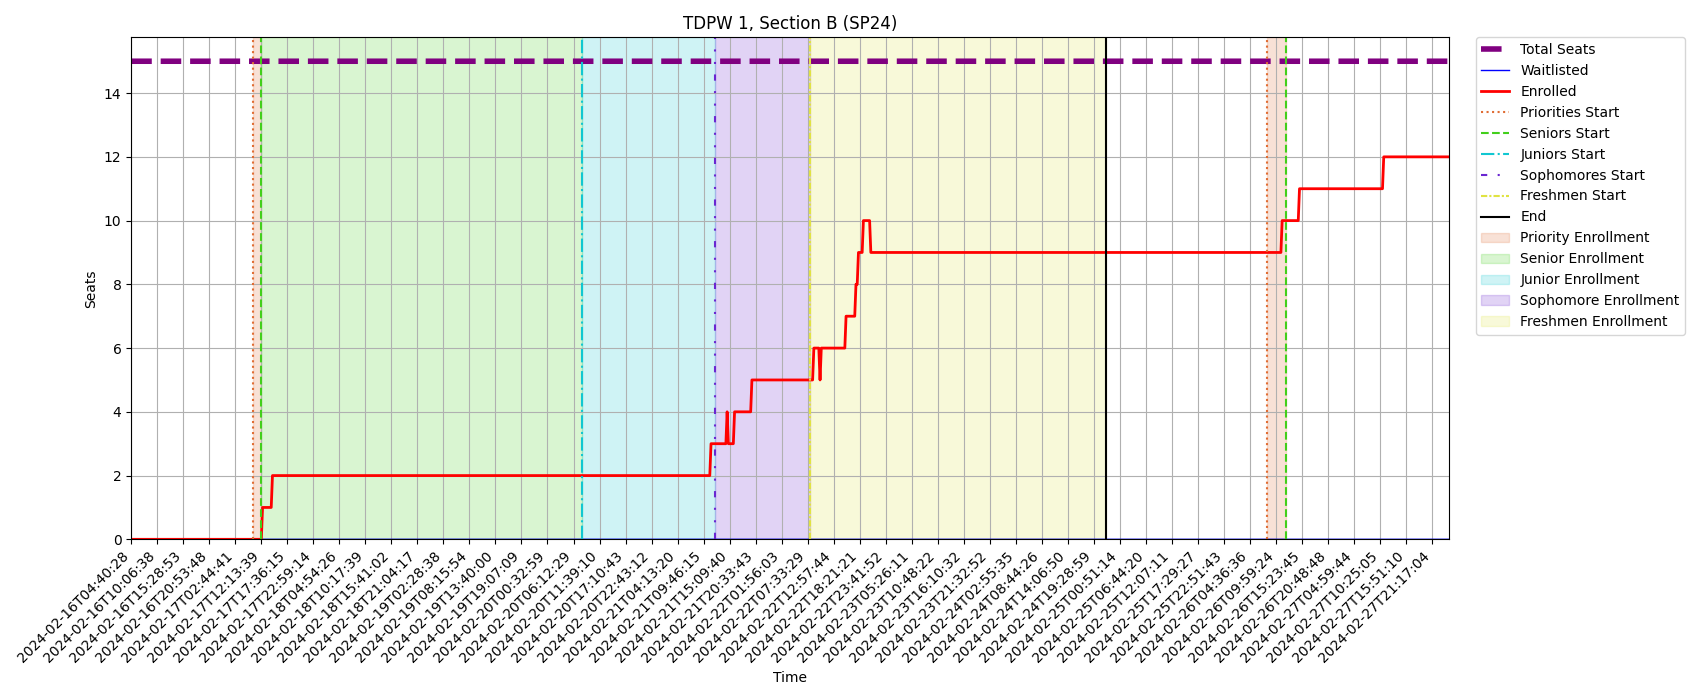 TDPW 1, Section B (SP24)
Seats
14
12
10
8
6
4
2
0
2024-02-16T04:40:28
2024-02-16T10:06:38
2024-02-16T15:28:53
2024-02-16T20:53:48
2024-02-17T02:44:41
2024-02-17T12:13:39
2024-02-17T17:36:15
2024-02-17T22:59:14
2024-02-18T04:54:26
2024-02-18T10:17:39
2024-02-18T15:41:02
2024-02-18T21:04:17
2024-02-19T02:28:38
2024-02-19T08:15:54
2024-02-19T13:40:00
2024-02-19T19:07:09
2024-02-20T00:32:59
2024-02-20T06:12:29
2024-02-20T11:39:10
2024-02-20T17:10:43
2024-02-20T22:43:12
2024-02-21T04:13:20
2024-02-21T09:46:15
2024-02-21T15:09:40
2024-02-21T20:33:43
2024-02-22T01:56:03
2024-02-22T07:33:29
2024-02-22T12:57:44
2024-02-22T18:21:21
2024-02-22T23:41:52
2024-02-23T05:26:11
2024-02-23T10:48:22
2024-02-23T16:10:32
2024-02-23T21:32:52
2024-02-24T02:55:35
2024-02-24T08:44:26
2024-02-24T14:06:50
2024-02-24T19:28:59
2024-02-25T00:51:14
2024-02-25T06:44:20
2024-02-25T12:07:11
2024-02-25T17:29:27
2024-02-25T22:51:43
2024-02-26T04:36:36
2024-02-26T09:59:24
2024-02-26T15:23:45
2024-02-26T20:48:48
2024-02-27T04:59:44
2024-02-27T10:25:05
2024-02-27T15:51:10
2024-02-27T21:17:04
Time
Total Seats
Waitlisted
Enrolled
Priorities Start
Seniors Start
Juniors Start
Sophomores Start
Freshmen Start
End
Priority Enrollment
Senior Enrollment
Junior Enrollment
Sophomore Enrollment
Freshmen Enrollment